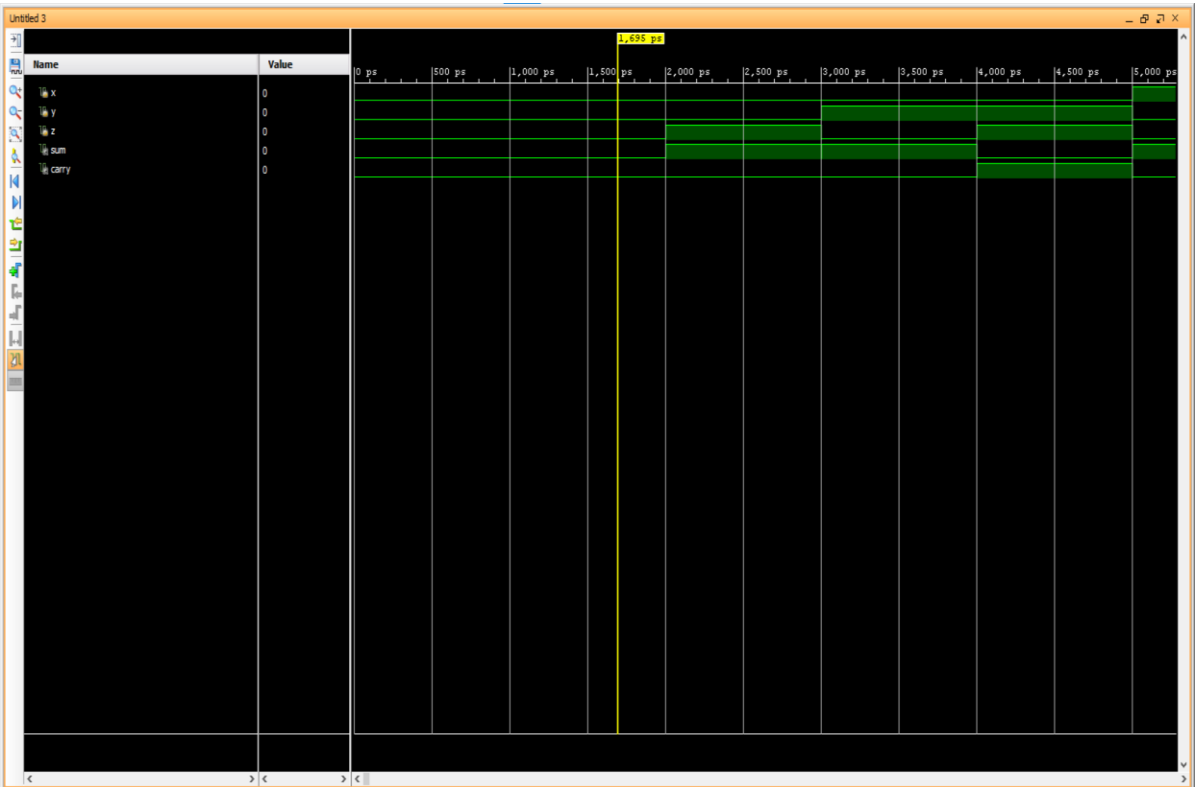 Untitled 3
1,695 ps
Name Value
0 ps 500 ps 1,000 ps 1,500 ps 2,000 ps 2,500 ps 3,000 ps 3,500 ps 4,000 ps 4,500 ps 5,000 ps
x 0
y 0
z 0
sum 0
carry 0